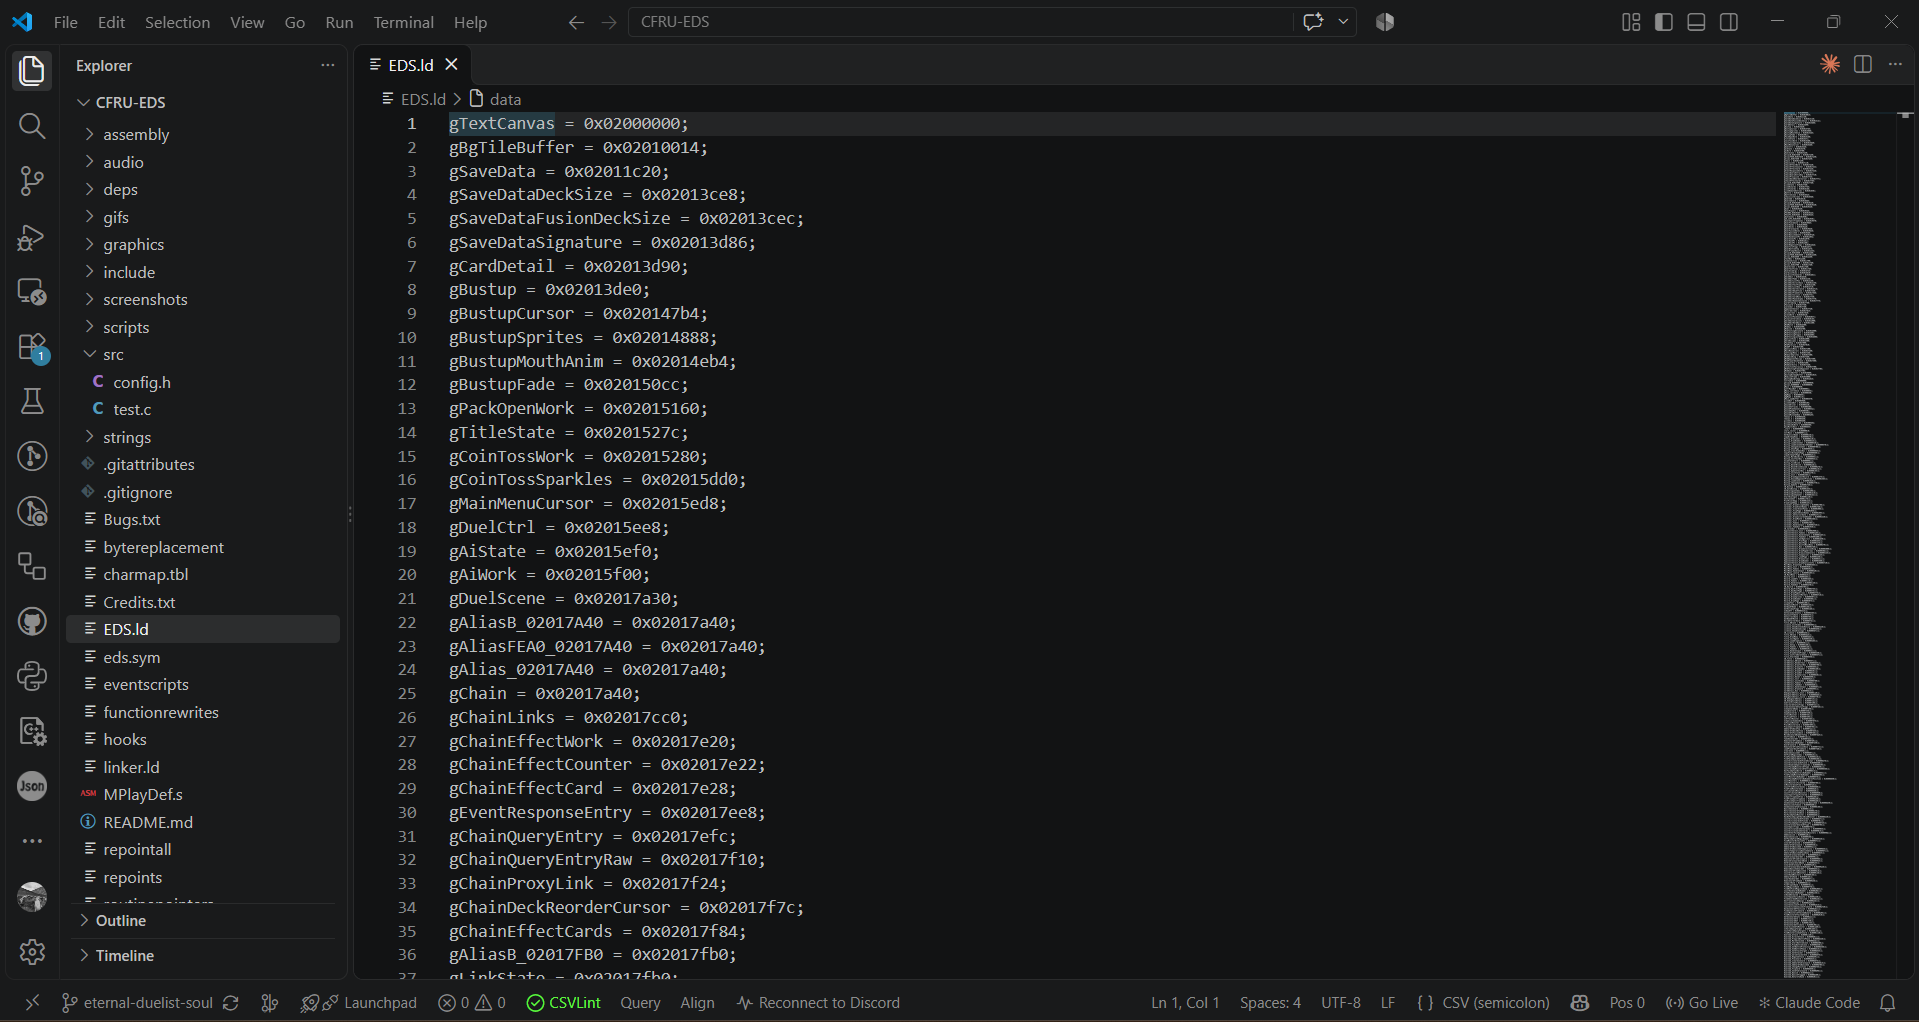 File Edit Selection View Go Run Terminal Help
CFRU-EDS
Explorer
EDS.ld
CFRU-EDS
EDS.ld > data
assembly
audio
deps
gifs
graphics
include
screenshots
scripts
src
C config.h
C test.c
strings
.gitattributes
.gitignore
Bugs.txt
bytereplacement
charmap.tbl
Credits.txt
EDS.ld
eds.sym
eventscripts
functionrewrites
hooks
linker.ld
ASM MPlayDef.s
README.md
repointall
repoints
Outline
Timeline
1
Json
1 gTextCanvas = 0x02000000;
2 gBgTileBuffer = 0x02010014;
3 gSaveData = 0x02011c20;
4 gSaveDataDeckSize = 0x02013ce8;
5 gSaveDataFusionDeckSize = 0x02013cec;
6 gSaveDataSignature = 0x02013d86;
7 gCardDetail = 0x02013d90;
8 gBustup = 0x02013de0;
9 gBustupCursor = 0x020147b4;
10 gBustupSprites = 0x02014888;
11 gBustupMouthAnim = 0x02014eb4;
12 gBustupFade = 0x020150cc;
13 gPackOpenWork = 0x02015160;
14 gTitleState = 0x0201527c;
15 gCoinTossWork = 0x02015280;
16 gCoinTossSparkles = 0x02015dd0;
17 gMainMenuCursor = 0x02015ed8;
18 gDuelCtrl = 0x02015ee8;
19 gAiState = 0x02015ef0;
20 gAiWork = 0x02015f00;
21 gDuelScene = 0x02017a30;
22 gAliasB_02017A40 = 0x02017a40;
23 gAliasFEA0_02017A40 = 0x02017a40;
24 gAlias_02017A40 = 0x02017a40;
25 gChain = 0x02017a40;
26 gChainLinks = 0x02017cc0;
27 gChainEffectWork = 0x02017e20;
28 gChainEffectCounter = 0x02017e22;
29 gChainEffectCard = 0x02017e28;
30 gEventResponseEntry = 0x02017ee8;
31 gChainQueryEntry = 0x02017efc;
32 gChainQueryEntryRaw = 0x02017f10;
33 gChainProxyLink = 0x02017f24;
34 gChainDeckReorderCursor = 0x02017f7c;
35 gChainEffectCards = 0x02017f84;
36 gAliasB_02017FB0 = 0x02017fb0;
37 gLinkState = 0x02017fb0;
eternal-duelist-soul Launchpad 0 0 CSVLint Query Align Reconnect to Discord Ln 1, Col 1 Spaces: 4 UTF-8 LF { } CSV (semicolon) Pos 0 Go Live Claude Code